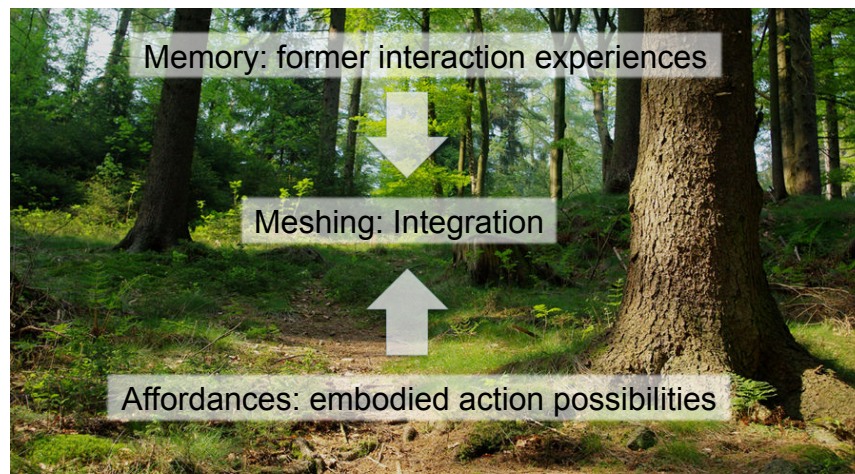 Memory: former interaction experiences
Meshing: Integration
Affordances: embodied action possibilities